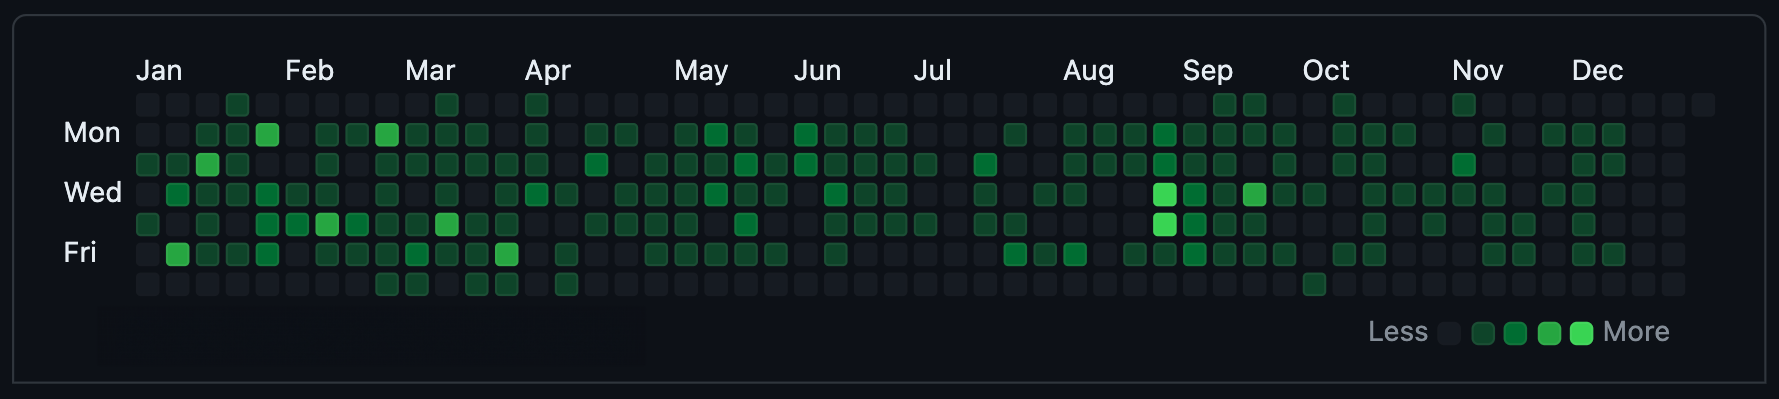 Jan Feb Mar Apr May Jun Jul Aug Sep Oct Nov Dec
Mon
Wed
Fri
Less More